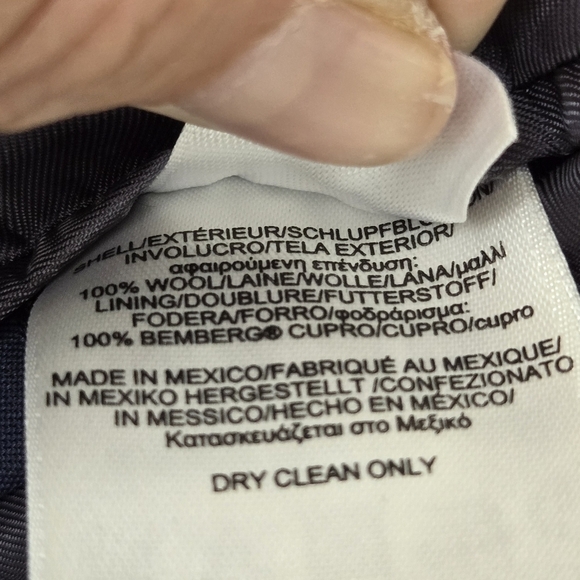 SHELL/EXTÉRIEUR/SCHLUPFBL
INVOLUCRO/TELA EXTERIOR/
αφαιρούμενη επένδυση:
100% WOOL/LAINE/WOLLE/LANA/μαλλί
LINING/DOUBLURE/FUTTERSTOFF/
FODERA/FORRO/φοδράρισμα:
100% BEMBERG® CUPRO/CUPRO/cupro
MADE IN MEXICO/FABRIQUÉ AU MEXIQUE/
IN MEXIKO HERGESTELLT /CONFEZIONATO
IN MESSICO/HECHO EN MÉXICO/
Κατασκευάζεται στο Μεξικό
DRY CLEAN ONLY